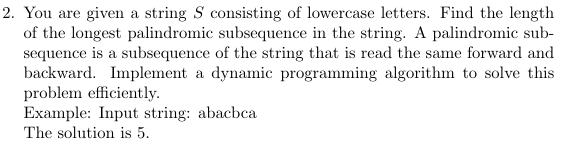 2. You are given a string S consisting of lowercase letters. Find the length
of the longest palindromic subsequence in the string. A palindromic sub-
sequence is a subsequence of the string that is read the same forward and
backward. Implement a dynamic programming algorithm to solve this
problem efficiently.
Example: Input string: abacbca
The solution is 5.